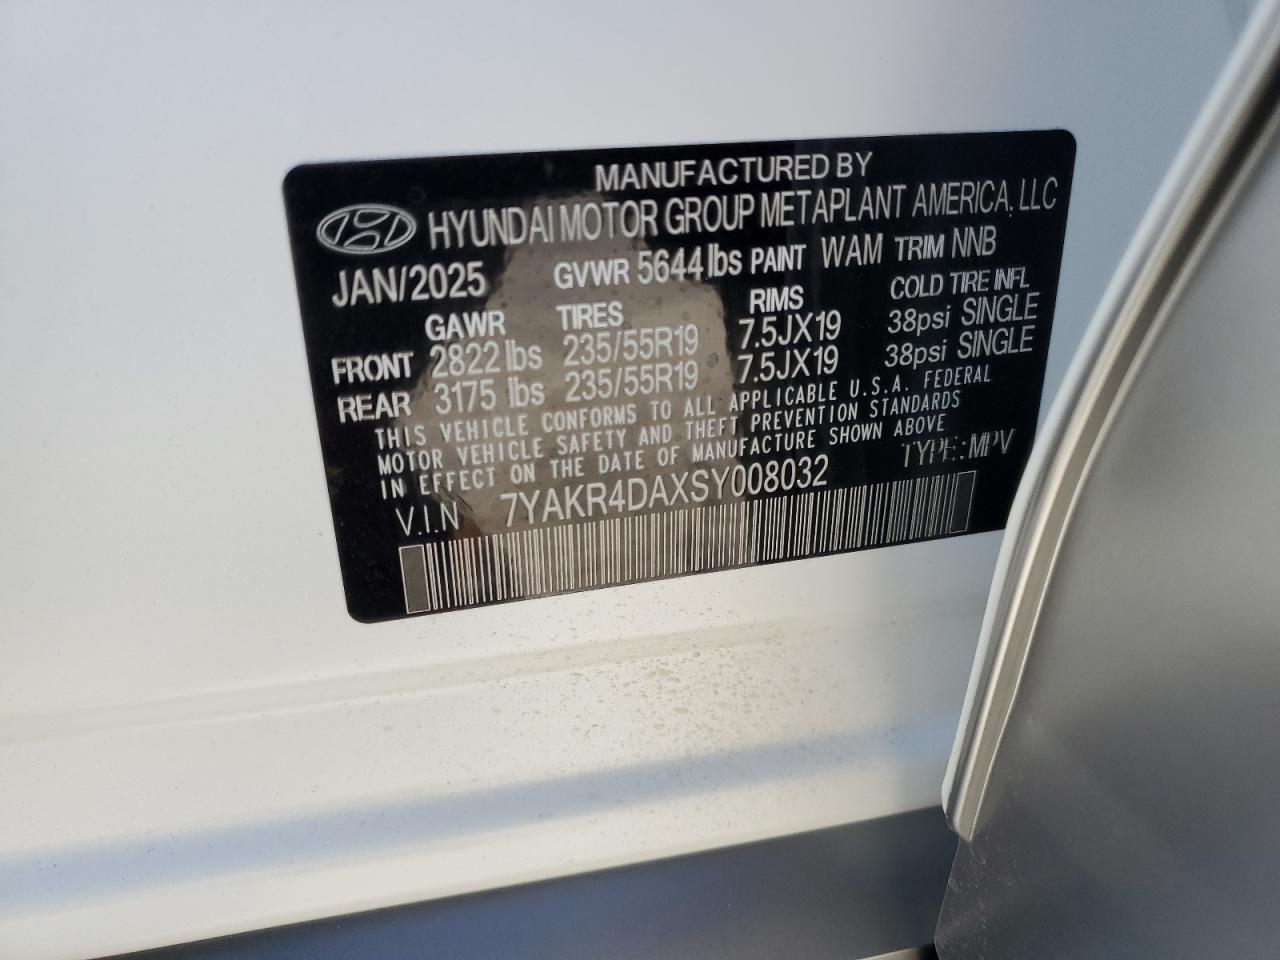 MANUFACTURED BY
HYUNDAI MOTOR GROUP METAPLANT AMERICA, LLC
JAN/2025 GVWR 5644 lbs PAINT WAM TRIM NNB
GAWR TIRES RIMS COLD TIRE INFL
FRONT 2822 lbs 235/55R19 7.5JX19 38psi SINGLE
REAR 3175 lbs 235/55R19 7.5JX19 38psi SINGLE
THIS VEHICLE CONFORMS TO ALL APPLICABLE U.S.A. FEDERAL
MOTOR VEHICLE SAFETY AND THEFT PREVENTION STANDARDS
IN EFFECT ON THE DATE OF MANUFACTURE SHOWN ABOVE
V.I.N 7YAKR4DAXSY008032 TYPE:MPV